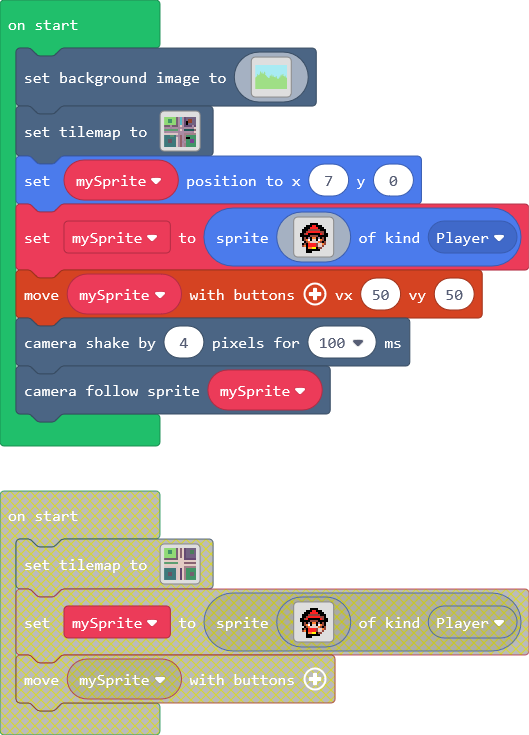 on start
set background image to
set tilemap to
set mySprite position to x 7 y 0
set mySprite to sprite of kind Player
move mySprite with buttons vx 50 vy 50
camera shake by 4 pixels for 100 ms
camera follow sprite mySprite
on start
set tilemap to
set mySprite to sprite of kind Player
move mySprite with buttons